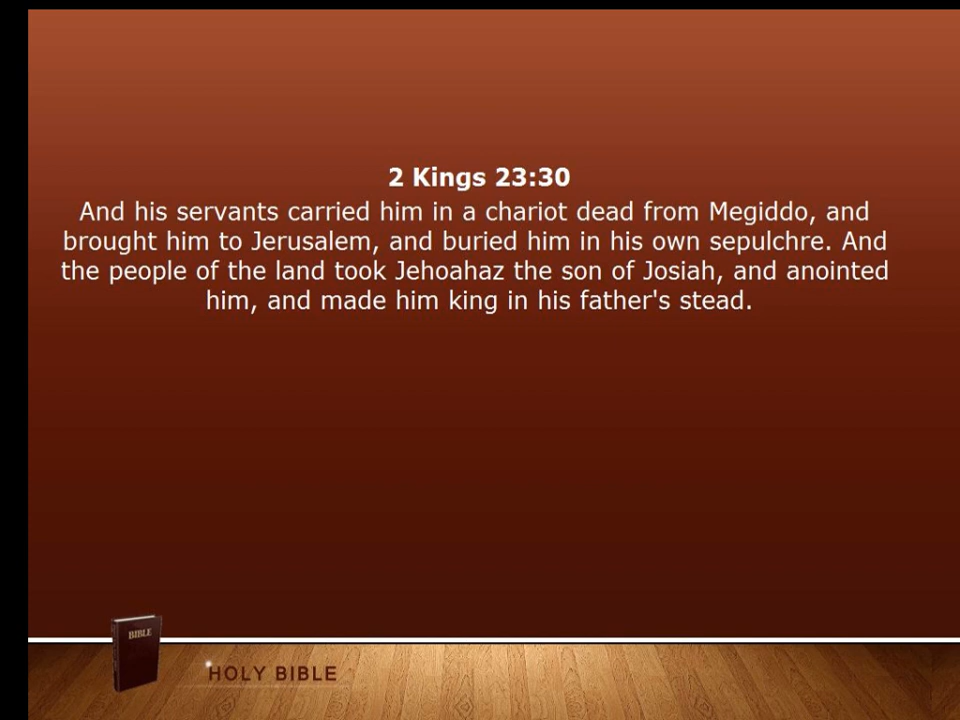 2 Kings 23:30
And his servants carried him in a chariot dead from Megiddo, and
brought him to Jerusalem, and buried him in his own sepulchre. And
the people of the land took Jehoahaz the son of Josiah, and anointed
him, and made him king in his father's stead.
BIBLE
HOLY BIBLE